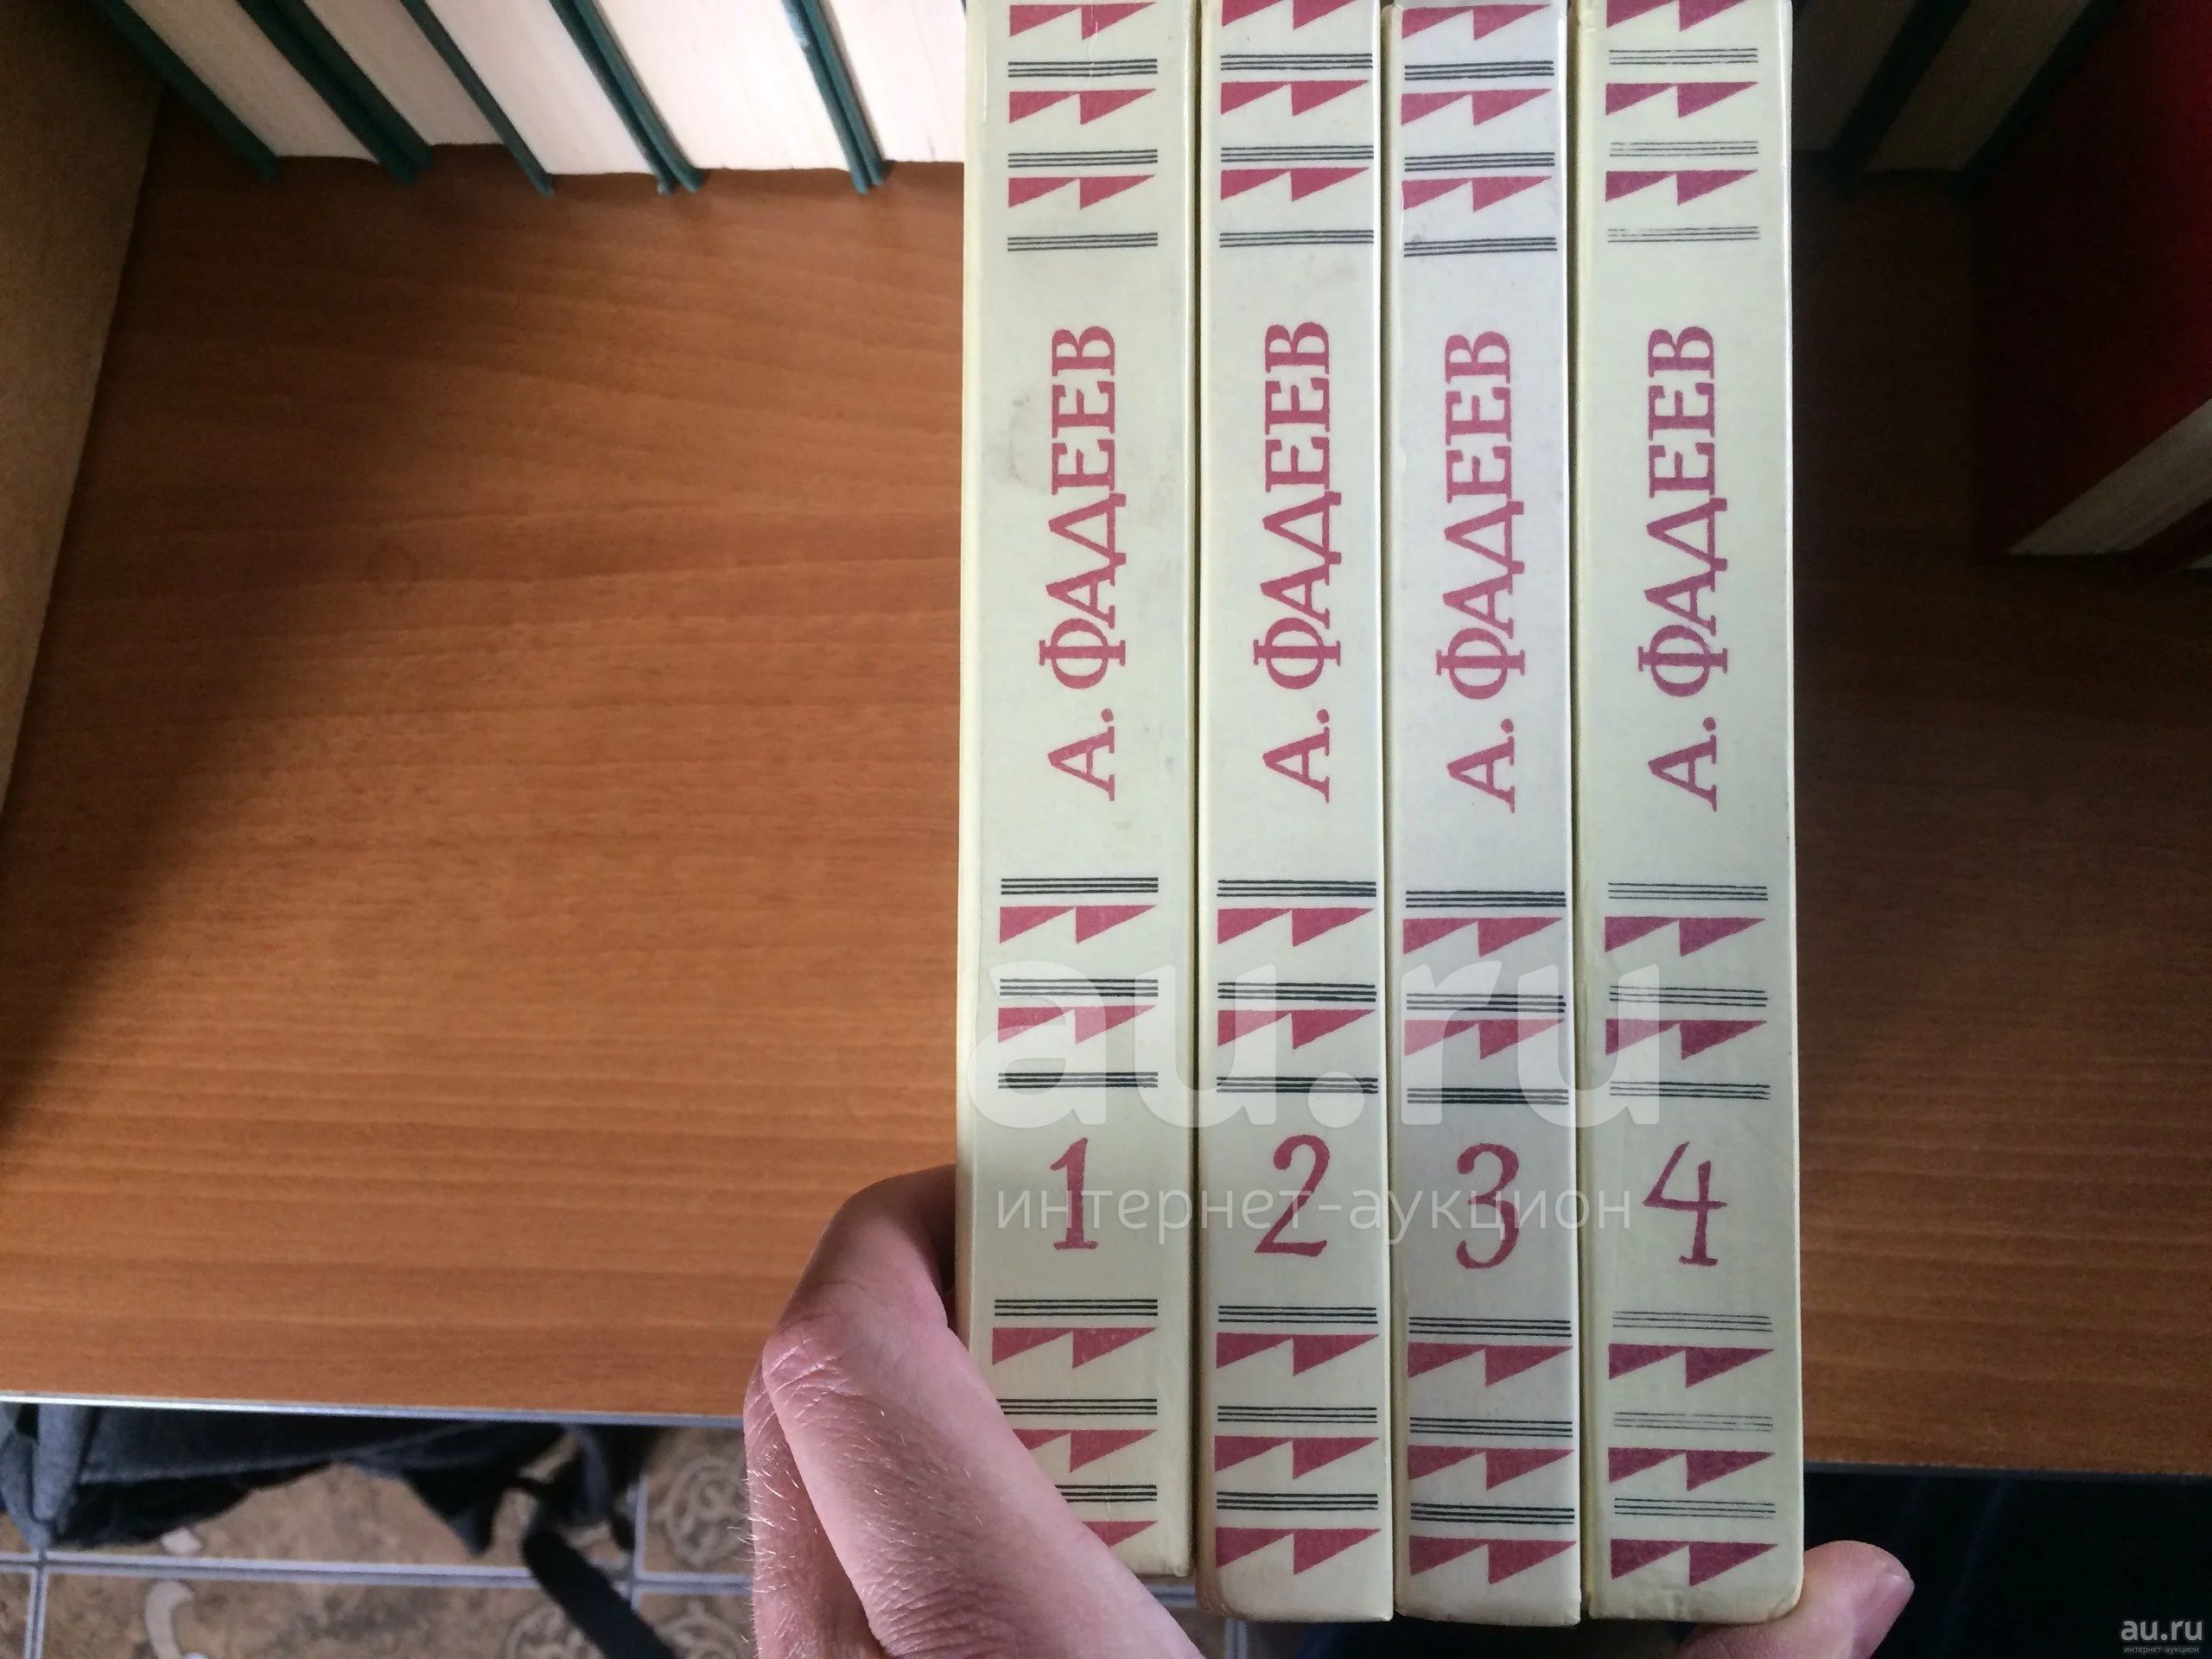 А. ФАДЕЕВ
1
А. ФАДЕЕВ
2
А. ФАДЕЕВ
3
А. ФАДЕЕВ
4
au.ru
интернет-аукцион
au.ru
интернет-аукцион